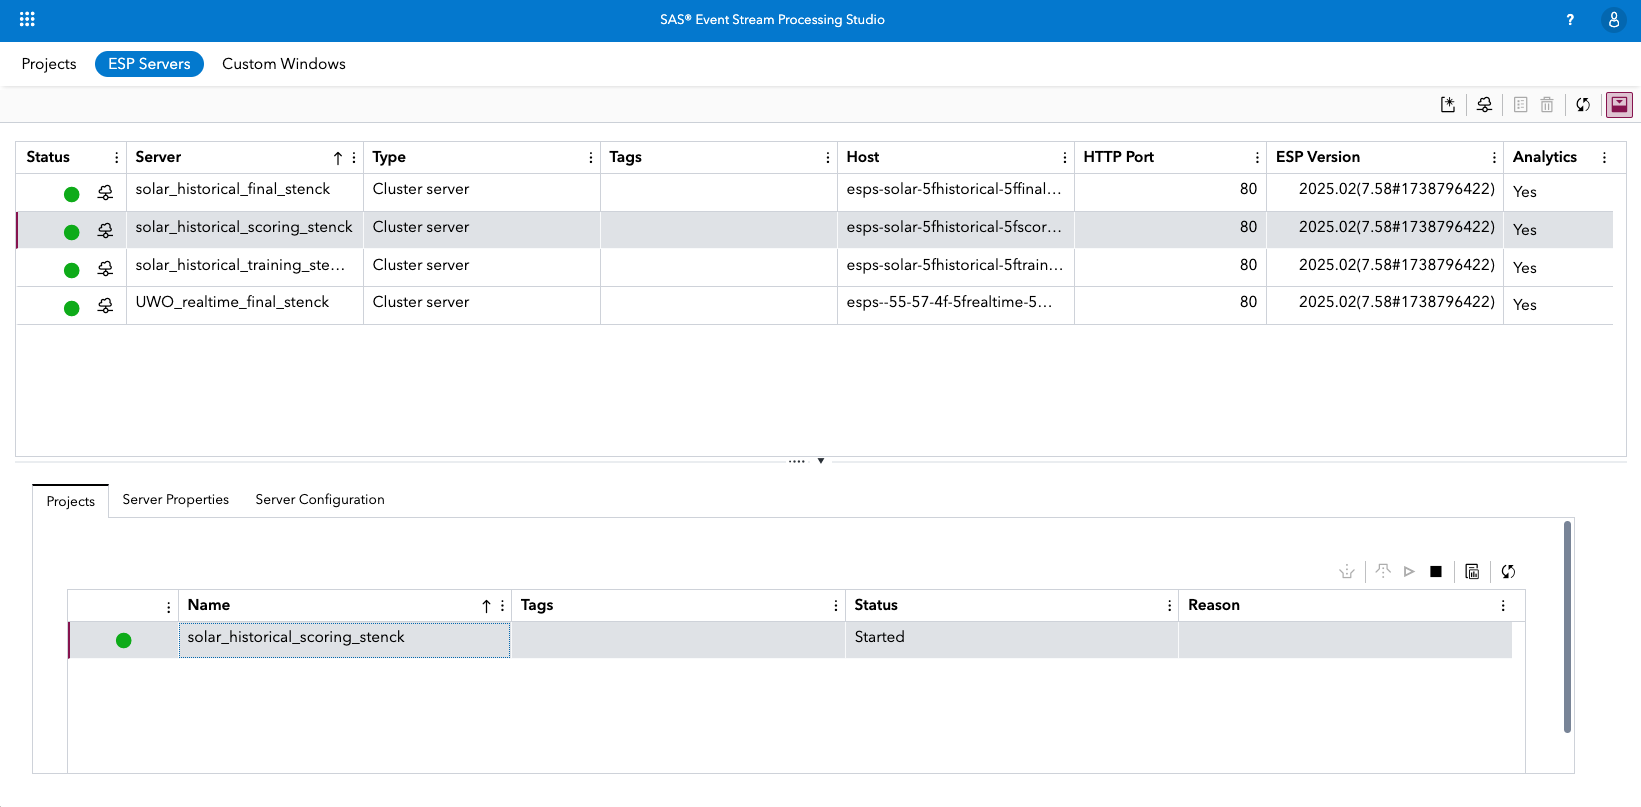 SAS® Event Stream Processing Studio
?
Projects ESP Servers Custom Windows
Status Server Type Tags Host HTTP Port ESP Version Analytics
solar_historical_final_stenck Cluster server esps-solar-5fhistorical-5ffinal... 80 2025.02(7.58#1738796422) Yes
solar_historical_scoring_stenck Cluster server esps-solar-5fhistorical-5fscor... 80 2025.02(7.58#1738796422) Yes
solar_historical_training_ste... Cluster server esps-solar-5fhistorical-5ftrain... 80 2025.02(7.58#1738796422) Yes
UWO_realtime_final_stenck Cluster server esps--55-57-4f-5frealtime-5... 80 2025.02(7.58#1738796422) Yes
Projects Server Properties Server Configuration
Name Tags Status Reason
solar_historical_scoring_stenck Started